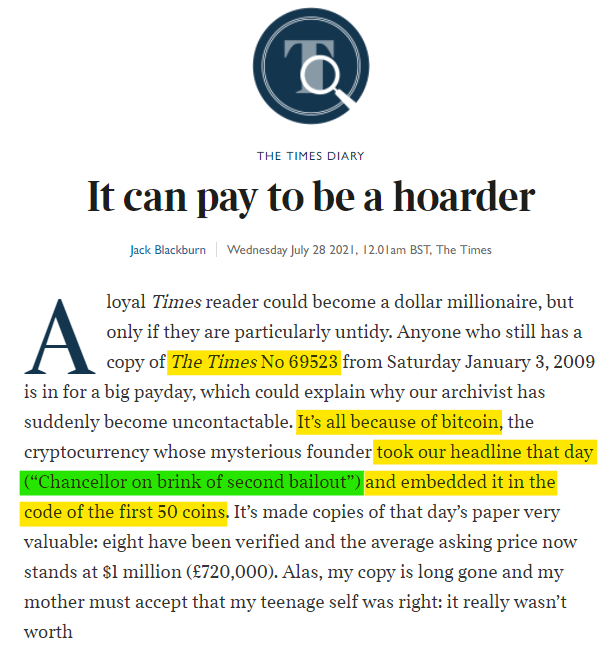 T
THE TIMES DIARY
It can pay to be a hoarder
Jack Blackburn Wednesday July 28 2021, 12.01am BST, The Times
A loyal Times reader could become a dollar millionaire, but
only if they are particularly untidy. Anyone who still has a
copy of The Times No 69523 from Saturday January 3, 2009
is in for a big payday, which could explain why our archivist has
suddenly become uncontactable. It’s all because of bitcoin, the
cryptocurrency whose mysterious founder took our headline that day
(“Chancellor on brink of second bailout”) and embedded it in the
code of the first 50 coins. It’s made copies of that day’s paper very
valuable: eight have been verified and the average asking price now
stands at $1 million (£720,000). Alas, my copy is long gone and my
mother must accept that my teenage self was right: it really wasn’t
worth